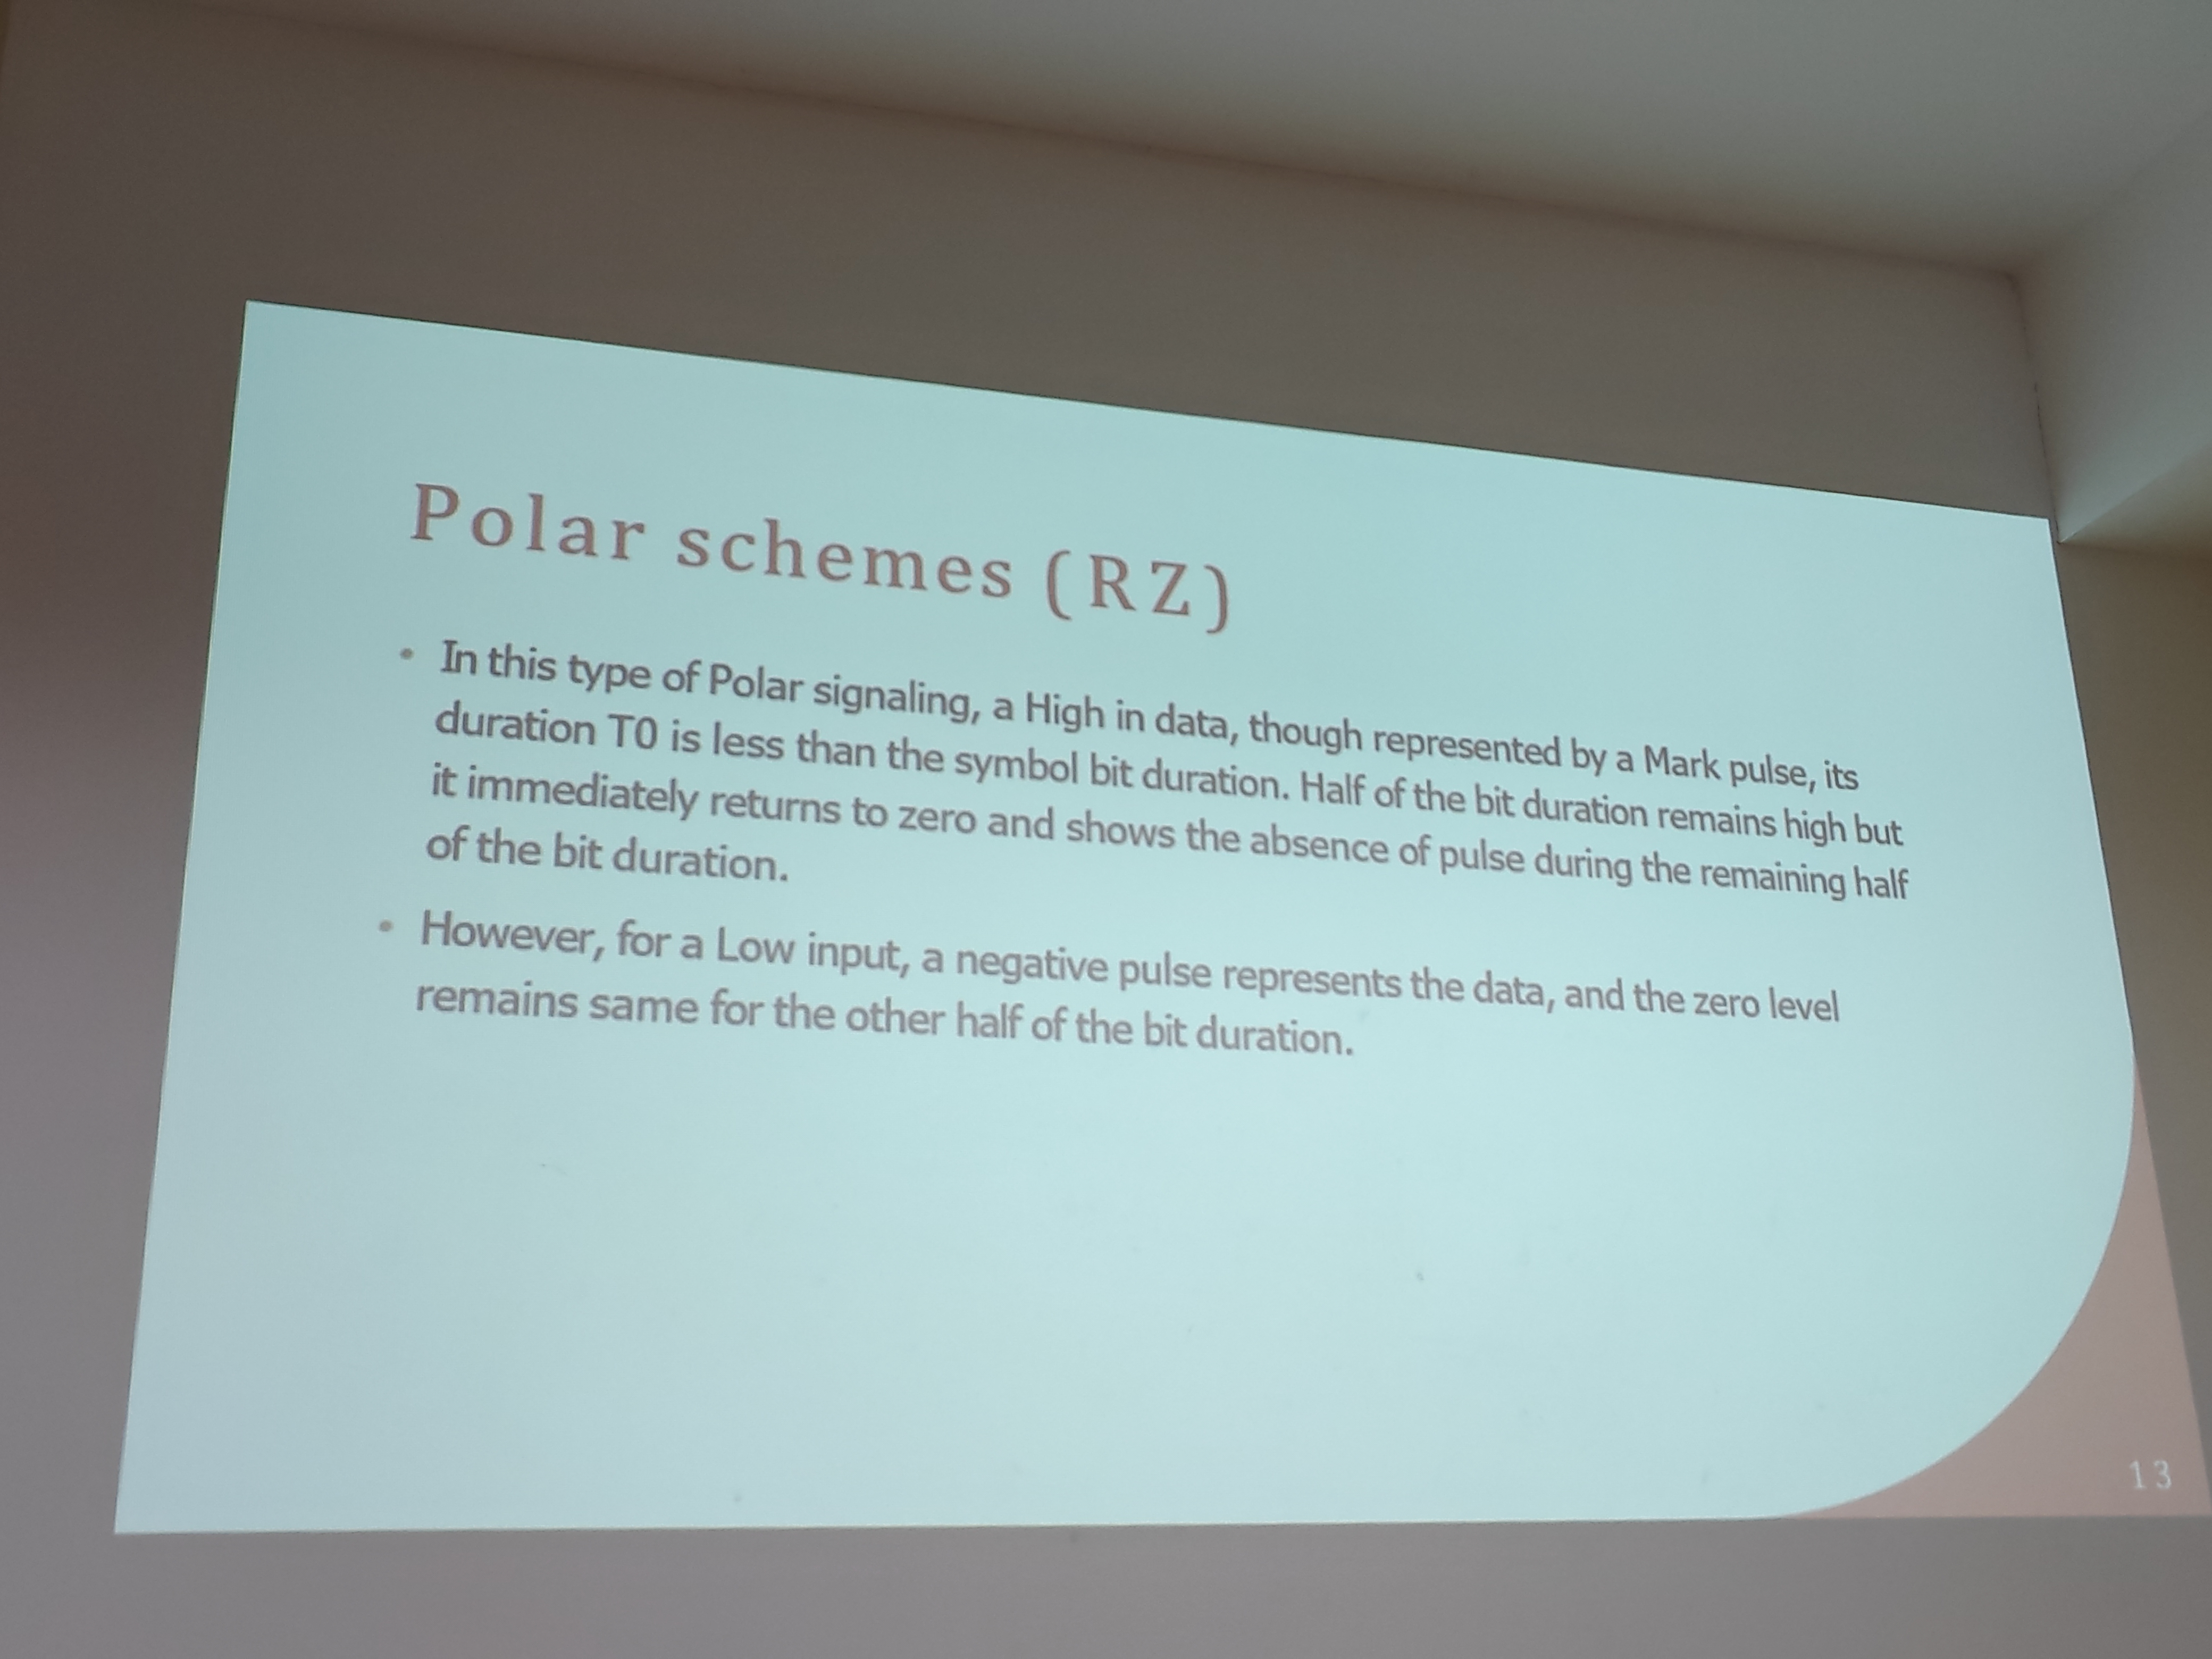 Polar schemes (RZ)
• In this type of Polar signaling, a High in data, though represented by a Mark pulse, its
duration T0 is less than the symbol bit duration. Half of the bit duration remains high but
it immediately returns to zero and shows the absence of pulse during the remaining half
of the bit duration.
• However, for a Low input, a negative pulse represents the data, and the zero level
remains same for the other half of the bit duration.
13